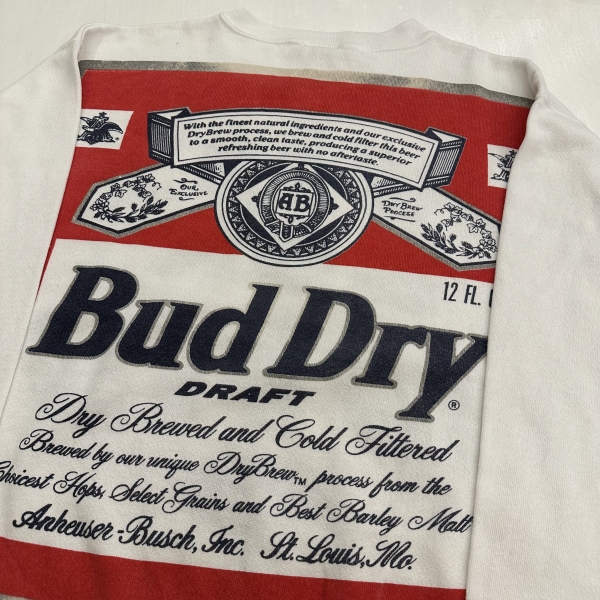 With the finest natural ingredients and our exclusive
DryBrew process, we brew and cold filter this beer
to a smooth, clean taste, producing a superior
refreshing beer with no aftertaste.
OUR
EXCLUSIVE
AB
DRY BREW
PROCESS
12 FL.
Bud Dry®
DRAFT
Dry Brewed and Cold Filtered
Brewed by our unique DryBrew™ process from the
Choicest Hops, Select Grains and Best Barley Malt
Anheuser-Busch, Inc. St. Louis, Mo.